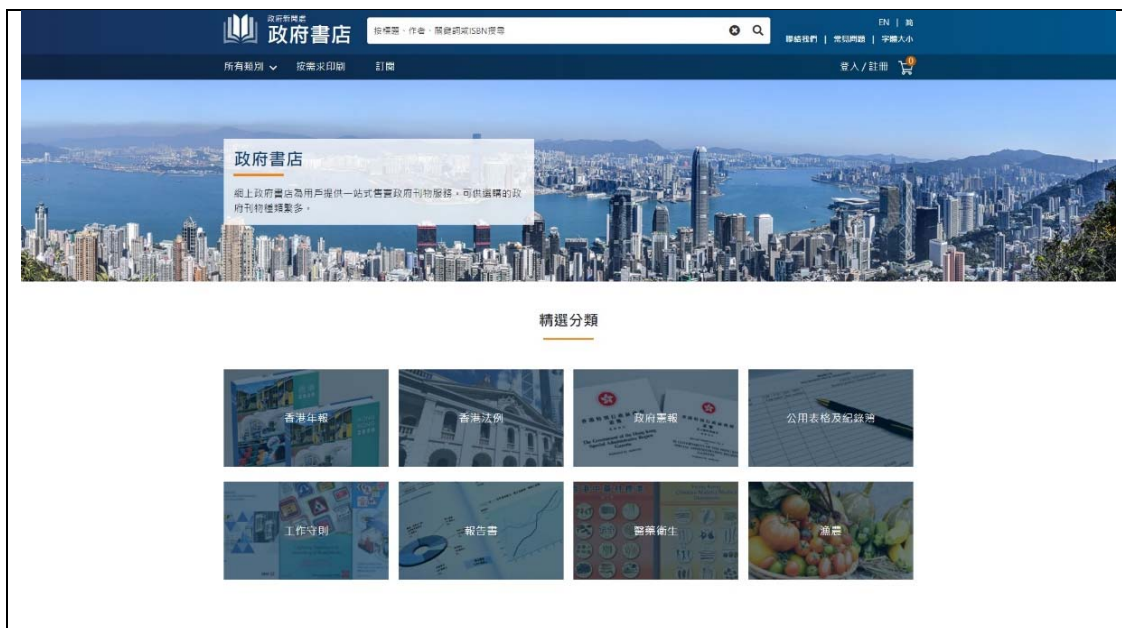 政府新聞處
政府書店
按標題、作者、關鍵詞或ISBN搜尋
EN | 简
聯絡我們 | 常見問題 | 字體大小
所有類別
按需求印刷
訂閱
登入/註冊
0
政府書店
網上政府書店為用戶提供一站式售賣政府刊物服務。可供選購的政
府刊物種類繁多。
精選分類
香港年報
香港法例
政府憲報
公用表格及紀錄簿
工作守則
報告書
醫藥衞生
漁農